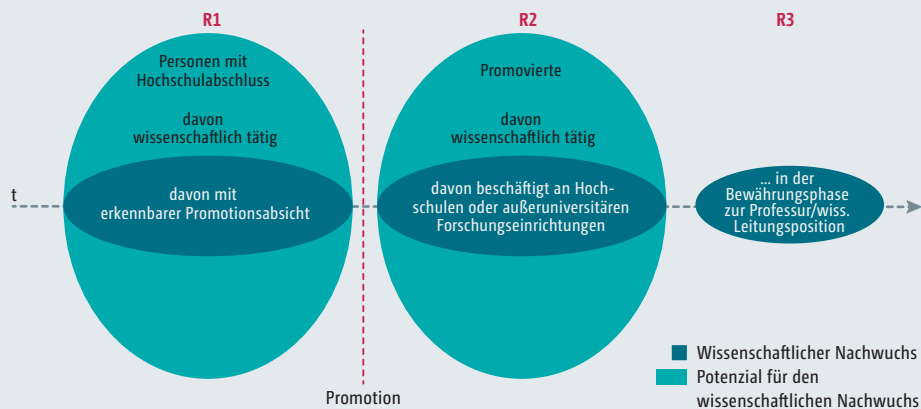 R1
R2
R3
Personen mit
Hochschulabschluss
davon
wissenschaftlich tätig
davon mit
erkennbarer Promotionsabsicht
Promovierte
davon
wissenschaftlich tätig
davon beschäftigt an Hoch-
schulen oder außeruniversitären
Forschungseinrichtungen
... in der
Bewährungsphase
zur Professur/wiss.
Leitungsposition
t
Promotion
Wissenschaftlicher Nachwuchs
Potenzial für den
wissenschaftlichen Nachwuchs